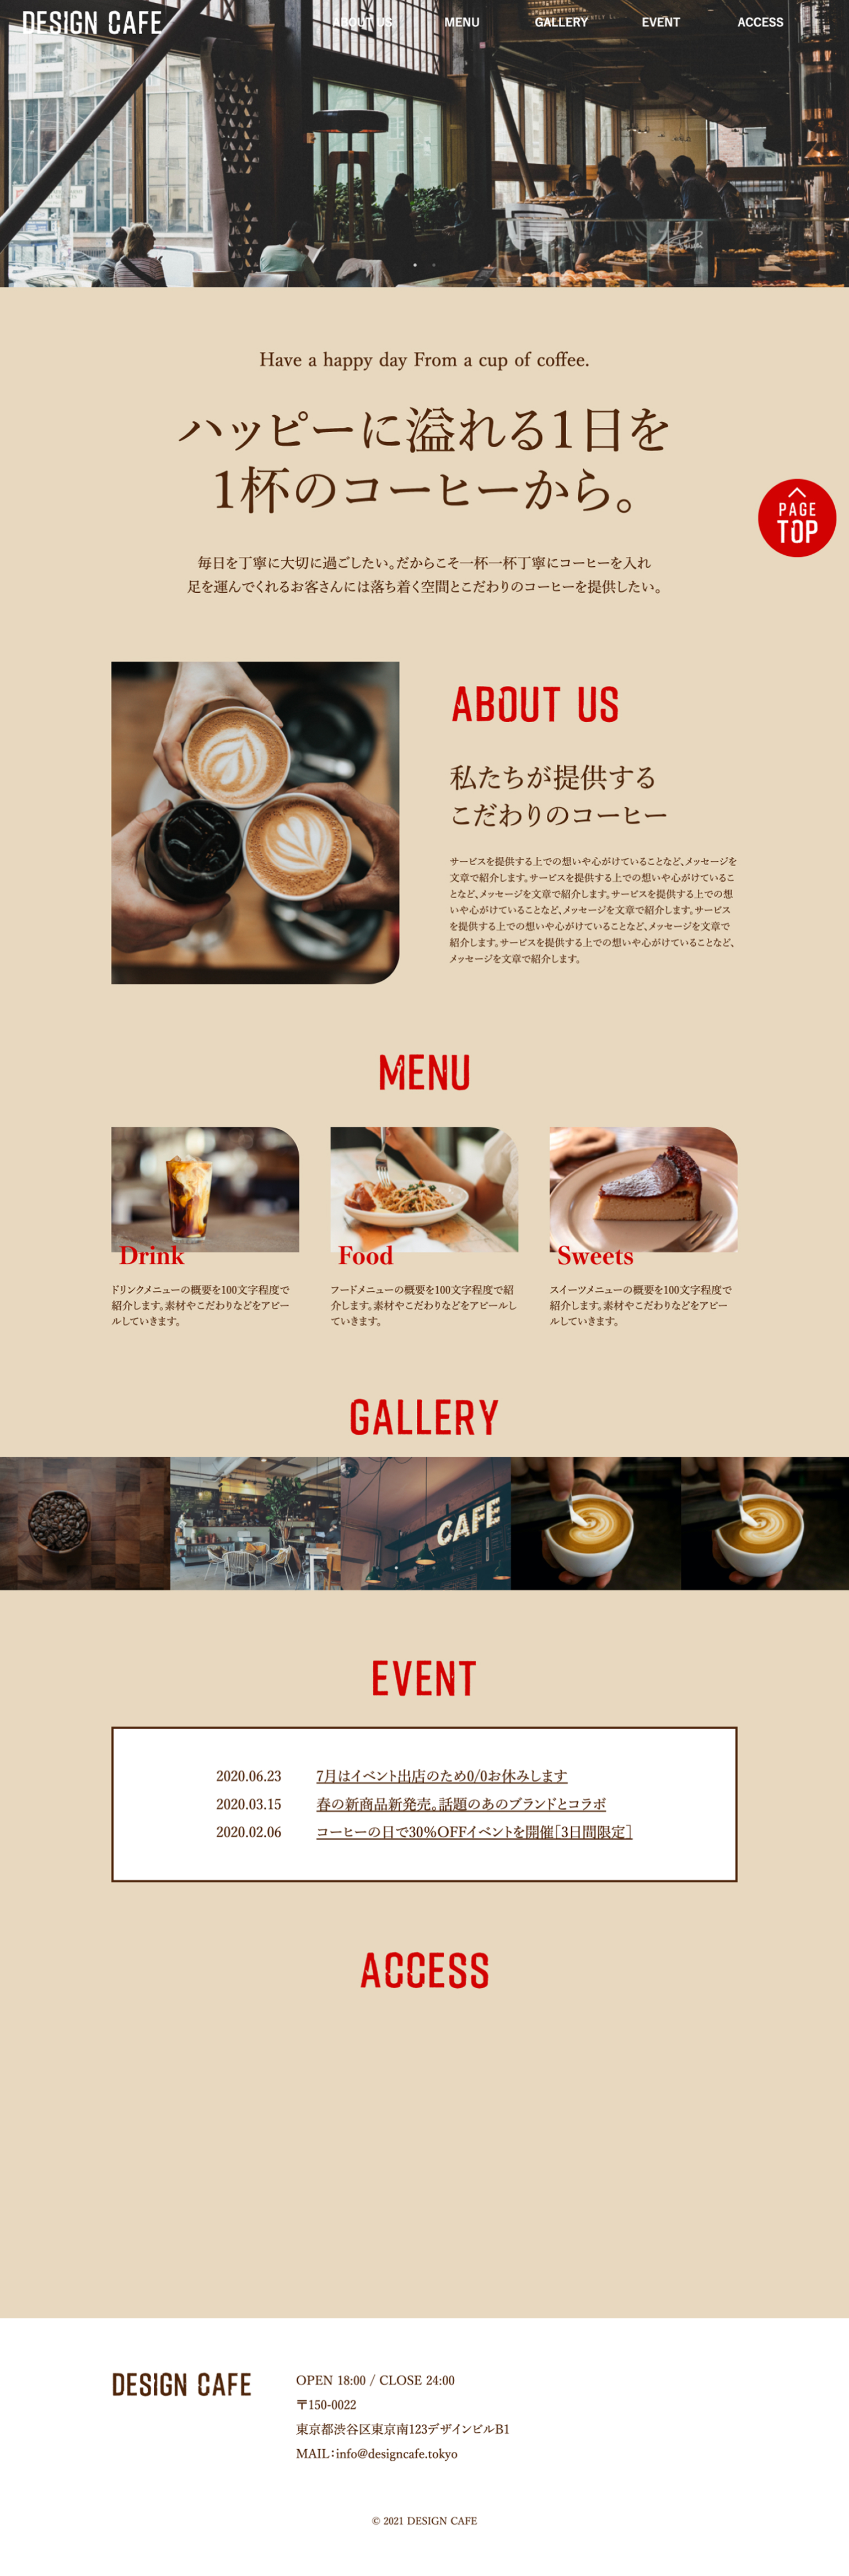 DESIGN CAFE
ABOUT US MENU GALLERY EVENT ACCESS
Have a happy day From a cup of coffee.
ハッピーに溢れる1日を
1杯のコーヒーから。
PAGE
TOP
毎日を丁寧に大切に過ごしたい。だからこそ一杯一杯丁寧にコーヒーを入れ
足を運んでくれるお客さんには落ち着く空間とこだわりのコーヒーを提供したい。
ABOUT US
私たちが提供する
こだわりのコーヒー
サービスを提供する上での想いや心がけていることなど、メッセージを
文章で紹介します。サービスを提供する上での想いや心がけているこ
となど、メッセージを文章で紹介します。サービスを提供する上での想
いや心がけていることなど、メッセージを文章で紹介します。サービス
を提供する上での想いや心がけていることなど、メッセージを文章で
紹介します。サービスを提供する上での想いや心がけていることなど、
メッセージを文章で紹介します。
MENU
Drink
ドリンクメニューの概要を100文字程度で
紹介します。素材やこだわりなどをアピー
ルしていきます。
Food
フードメニューの概要を100文字程度で紹
介します。素材やこだわりなどをアピールし
ていきます。
Sweets
スイーツメニューの概要を100文字程度で
紹介します。素材やこだわりなどをアピー
ルしていきます。
GALLERY
CAFE
EVENT
2020.06.23 7月はイベント出店のため0/0お休みします
2020.03.15 春の新商品新発売。話題のあのブランドとコラボ
2020.02.06 コーヒーの日で30%OFFイベントを開催［3日間限定］
ACCESS
DESIGN CAFE
OPEN 18:00 / CLOSE 24:00
〒150-0022
東京都渋谷区東京南123デザインビルB1
MAIL：info@designcafe.tokyo
© 2021 DESIGN CAFE